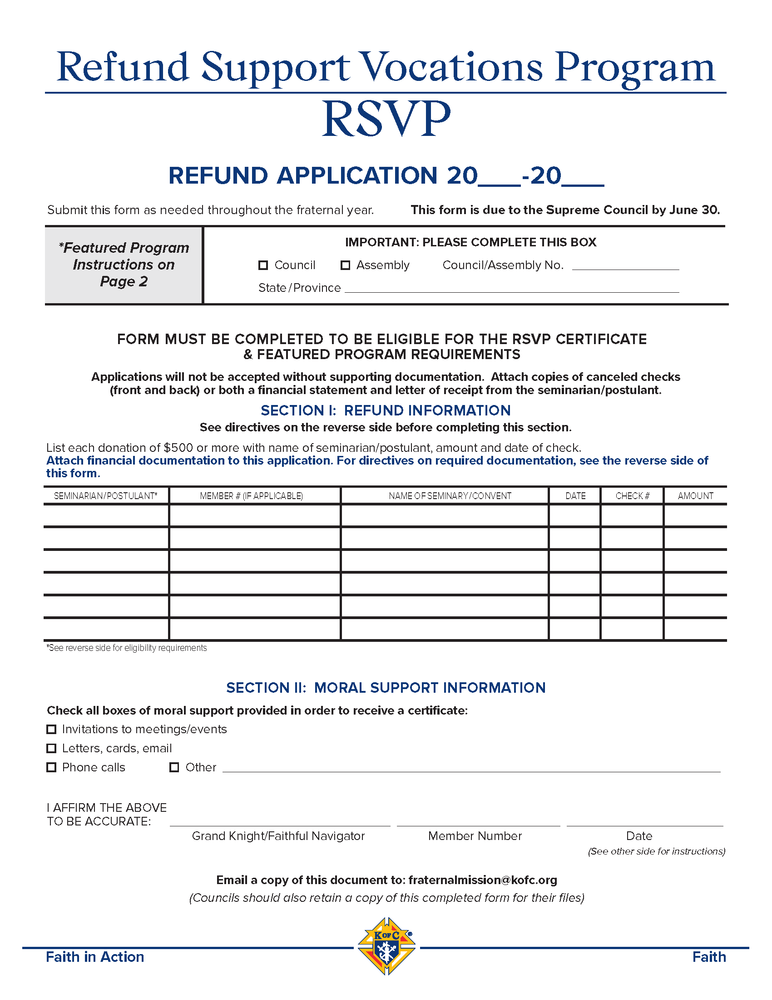 Refund Support Vocations Program
RSVP
REFUND APPLICATION 20___-20___
Submit this form as needed throughout the fraternal year. This form is due to the Supreme Council by June 30.
*Featured Program
Instructions on
Page 2
IMPORTANT: PLEASE COMPLETE THIS BOX
Council Assembly Council/Assembly No. ________
State/Province ________
FORM MUST BE COMPLETED TO BE ELIGIBLE FOR THE RSVP CERTIFICATE
& FEATURED PROGRAM REQUIREMENTS
Applications will not be accepted without supporting documentation. Attach copies of canceled checks
(front and back) or both a financial statement and letter of receipt from the seminarian/postulant.
SECTION I: REFUND INFORMATION
See directives on the reverse side before completing this section.
List each donation of $500 or more with name of seminarian/postulant, amount and date of check.
Attach financial documentation to this application. For directives on required documentation, see the reverse side of
this form.
SEMINARIAN/POSTULANT* MEMBER # (IF APPLICABLE) NAME OF SEMINARY/CONVENT DATE CHECK # AMOUNT
*See reverse side for eligibility requirements
SECTION II: MORAL SUPPORT INFORMATION
Check all boxes of moral support provided in order to receive a certificate:
Invitations to meetings/events
Letters, cards, email
Phone calls Other ________
I AFFIRM THE ABOVE
TO BE ACCURATE: ________ ________ ________
Grand Knight/Faithful Navigator Member Number Date
(See other side for instructions)
Email a copy of this document to: fraternalmission@kofc.org
(Councils should also retain a copy of this completed form for their files)
K OF C ®
Faith in Action Faith